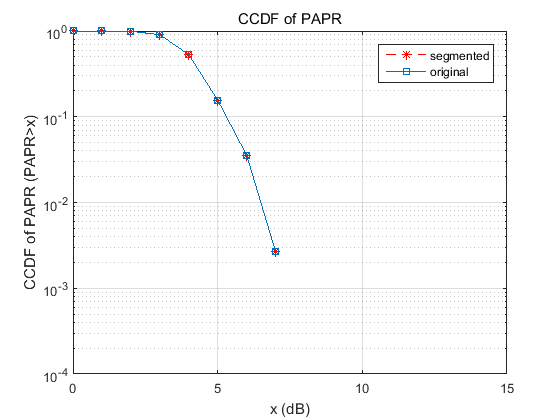 CCDF of PAPR
segmented
original
CCDF of PAPR (PAPR>x)
10^0
10^-1
10^-2
10^-3
10^-4
0 5 10 15
x (dB)